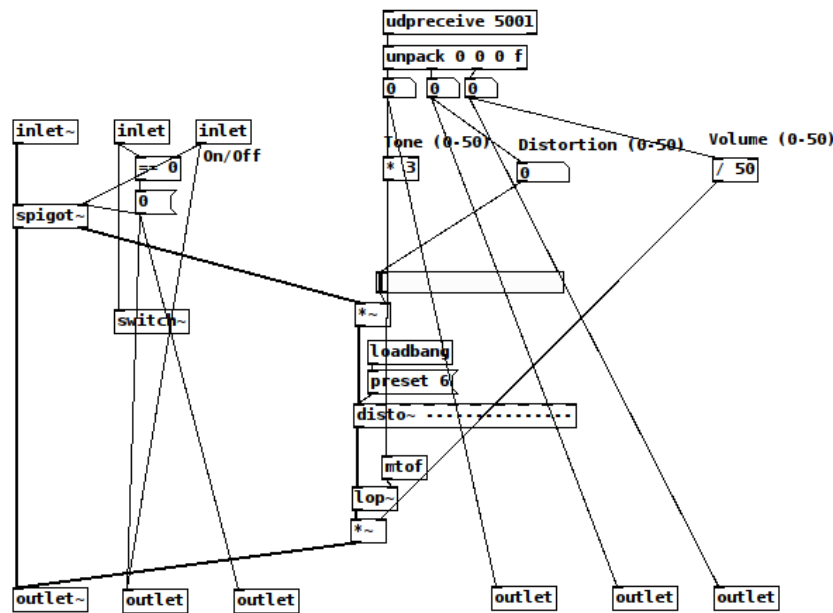 udpreceive 5001
unpack 0 0 0 f
0 0 0
inlet~ inlet inlet
On/Off
Tone (0-50) Distortion (0-50) Volume (0-50)
== 0
* 3
0
/ 50
0
spigot~
*~
switch~
loadbang
preset 6
disto~ ---------------
mtof
lop~
*~
outlet~ outlet outlet outlet outlet outlet